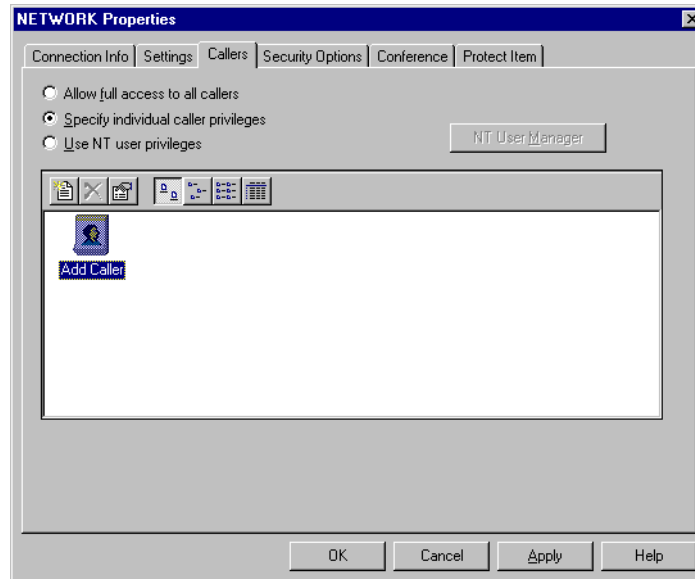 NETWORK Properties
Connection Info Settings Callers Security Options Conference Protect Item
Allow full access to all callers
Specify individual caller privileges
Use NT user privileges
NT User Manager
Add Caller
OK Cancel Apply Help